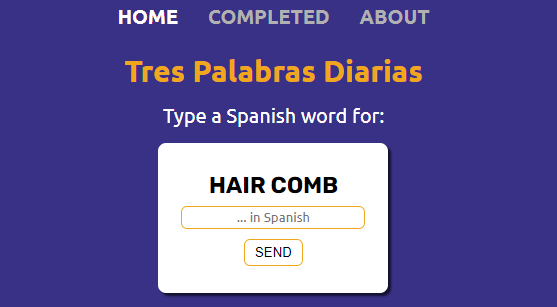 HOME COMPLETED ABOUT
Tres Palabras Diarias
Type a Spanish word for:
HAIR COMB
... in Spanish
SEND